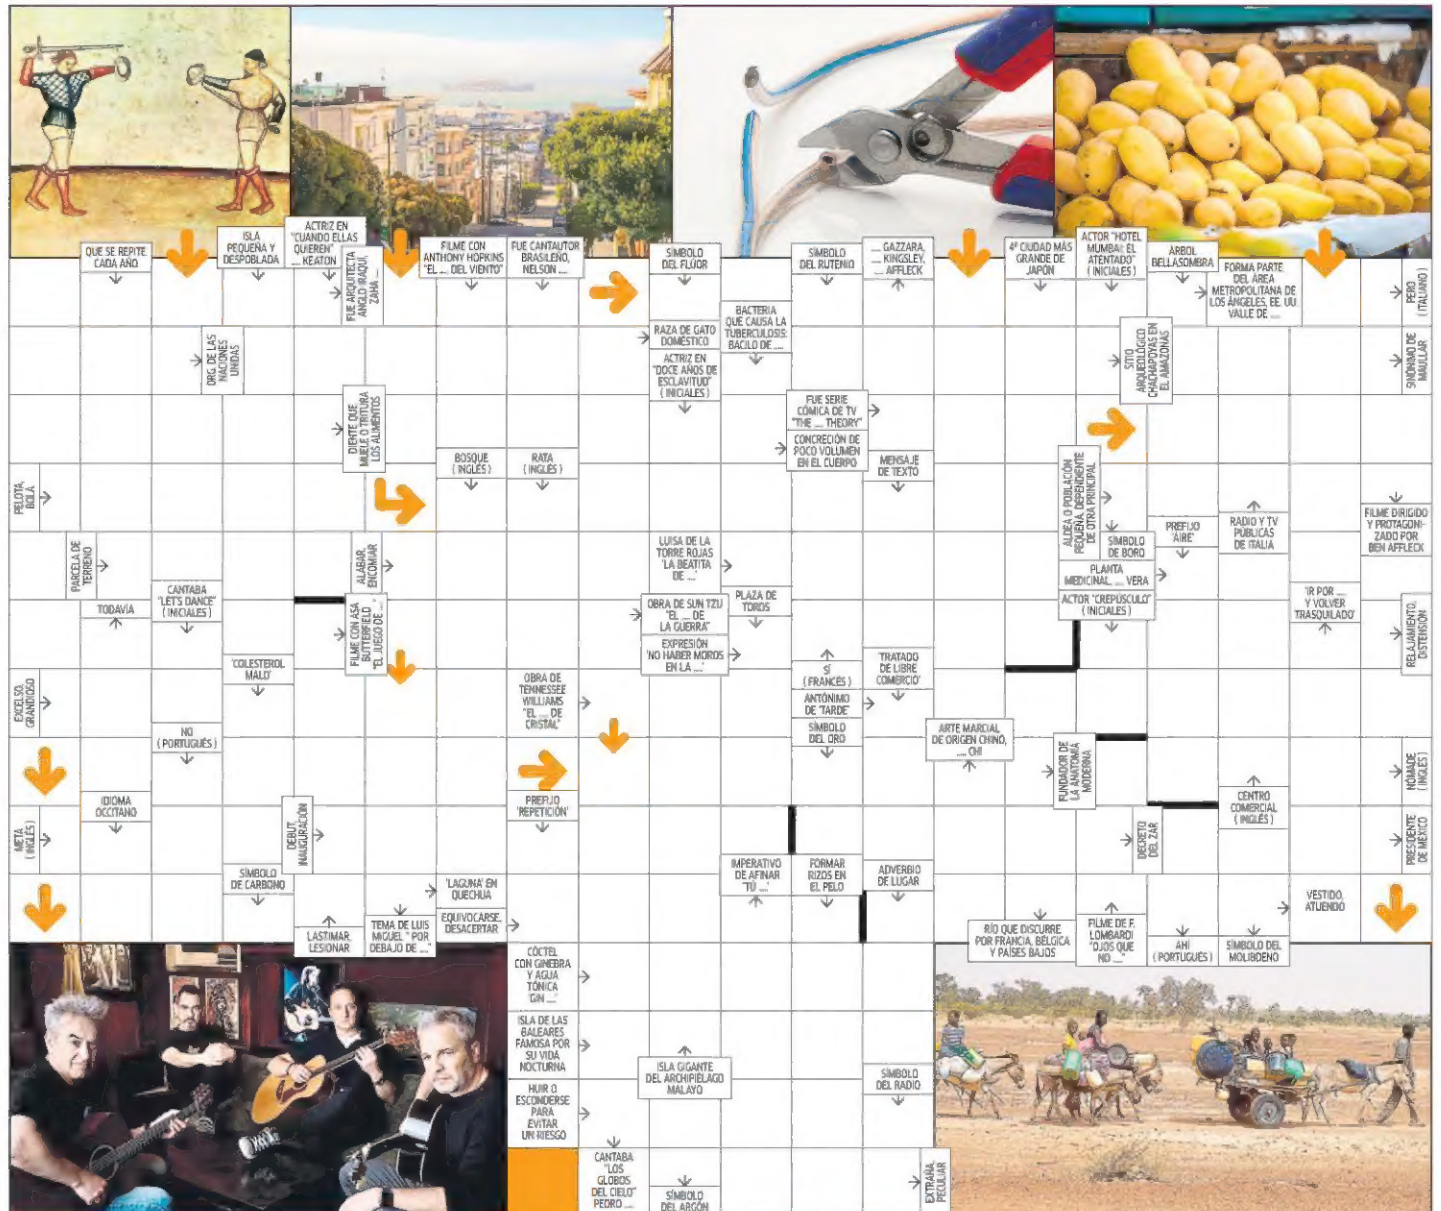 ACTRIZ EN
"CUANDO ELLAS
QUIEREN"
.... KEATON
QUE SE REPITE
CADA AÑO
ISLA
PEQUEÑA Y
DESPOBLADA
FUE ARQUITECTA
ANGLO IRAQUÍ,
ZAHA ....
FILME CON
ANTHONY HOPKINS
"EL .... DEL VIENTO"
FUE CANTAUTOR
BRASILEÑO,
NELSON ....
SÍMBOLO
DEL FLÚOR
SÍMBOLO
DEL RUTENIO
.... GAZZARA,
.... KINGSLEY,
.... AFFLECK
4ª CIUDAD MÁS
GRANDE DE
JAPÓN
ACTOR "HOTEL
MUMBAI: EL
ATENTADO"
(INICIALES)
ÁRBOL
BELLASOMBRA
FORMA PARTE
DEL ÁREA
METROPOLITANA DE
LOS ÁNGELES, EE. UU
VALLE DE ....
PERO
(ITALIANO)
ORG. DE LAS
NACIONES
UNIDAS
RAZA DE GATO
DOMÉSTICO
ACTRIZ EN
"DOCE AÑOS DE
ESCLAVITUD"
(INICIALES)
BACTERIA
QUE CAUSA LA
TUBERCULOSIS:
BACILO DE ....
SITIO
ARQUEOLÓGICO
CHACHAPOYAS EN
EL AMAZONAS
SINÓNIMO DE
MAULLAR
DIENTE QUE
MUELE O TRITURA
LOS ALIMENTOS
FUE SERIE
CÓMICA DE TV
"THE .... THEORY"
CONCRECIÓN DE
POCO VOLUMEN
EN EL CUERPO
BOSQUE
(INGLÉS)
RATA
(INGLÉS)
MENSAJE
DE TEXTO
PELOTA,
BOLA
ALDEA O POBLACIÓN
PEQUEÑA, DEPENDIENTE
DE OTRA PRINCIPAL
SÍMBOLO
DE BORO
PREFIJO
'AIRE'
RADIO Y TV
PÚBLICAS
DE ITALIA
FILME DIRIGIDO
Y PROTAGONI-
ZADO POR
BEN AFFLECK
PARCELA DE
TERRENO
ALABAR,
ENCOMIAR
LUISA DE LA
TORRE ROJAS
'LA BEATITA
DE ....'
PLANTA
MEDICINAL, .... VERA
TODAVÍA
CANTABA
"LET'S DANCE"
(INICIALES)
FILME CON ASA
BUTTERFIELD
"EL JUEGO DE ...."
OBRA DE SUN TZU
"EL .... DE
LA GUERRA"
EXPRESIÓN
'NO HABER MOROS
EN LA ....'
PLAZA DE
TOROS
ACTOR "CREPÚSCULO"
(INICIALES)
'IR POR ....
Y VOLVER
TRASQUILADO'
RELAJAMIENTO,
DISTENSIÓN
EXCELSO,
GRANDIOSO
'COLESTEROL
MALO'
OBRA DE
TENNESSEE
WILLIAMS
"EL .... DE
CRISTAL"
SÍ
(FRANCÉS)
ANTÓNIMO
DE 'TARDE'
SÍMBOLO
DEL ORO
'TRATADO
DE LIBRE
COMERCIO'
NO
(PORTUGUÉS)
ARTE MARCIAL
DE ORIGEN CHINO,
.... CHI
FUNDADOR DE
LA ANATOMÍA
MODERNA
NÓMADE
(INGLÉS)
IDIOMA
OCCITANO
PREFIJO
'REPETICIÓN'
CENTRO
COMERCIAL
(INGLÉS)
META
(INGLÉS)
DEBUT,
INAUGURACIÓN
DECRETO
DEL ZAR
PRESIDENTE
DE MÉXICO
SÍMBOLO
DE CARBONO
'LAGUNA' EN
QUECHUA
EQUIVOCARSE,
DESACERTAR
IMPERATIVO
DE AFINAR
'TÚ ....'
FORMAR
RIZOS EN
EL PELO
ADVERBIO
DE LUGAR
VESTIDO,
ATUENDO
LASTIMAR,
LESIONAR
TEMA DE LUIS
MIGUEL " POR
DEBAJO DE ...."
RÍO QUE DISCURRE
POR FRANCIA, BÉLGICA
Y PAÍSES BAJOS
FILME DE F.
LOMBARDI
"OJOS QUE
NO ...."
AHÍ
(PORTUGUÉS)
SÍMBOLO DEL
MOLIBDENO
CÓCTEL
CON GINEBRA
Y AGUA
TÓNICA
'GIN ....'
ISLA DE LAS
BALEARES
FAMOSA POR
SU VIDA
NOCTURNA
ISLA GIGANTE
DEL ARCHIPIÉLAGO
MALAYO
SÍMBOLO
DEL RADIO
HUIR O
ESCONDERSE
PARA
EVITAR
UN RIESGO
CANTABA
"LOS
GLOBOS
DEL CIELO"
PEDRO ....
SÍMBOLO
DEL ARGÓN
EXTRAÑA,
PECULIAR